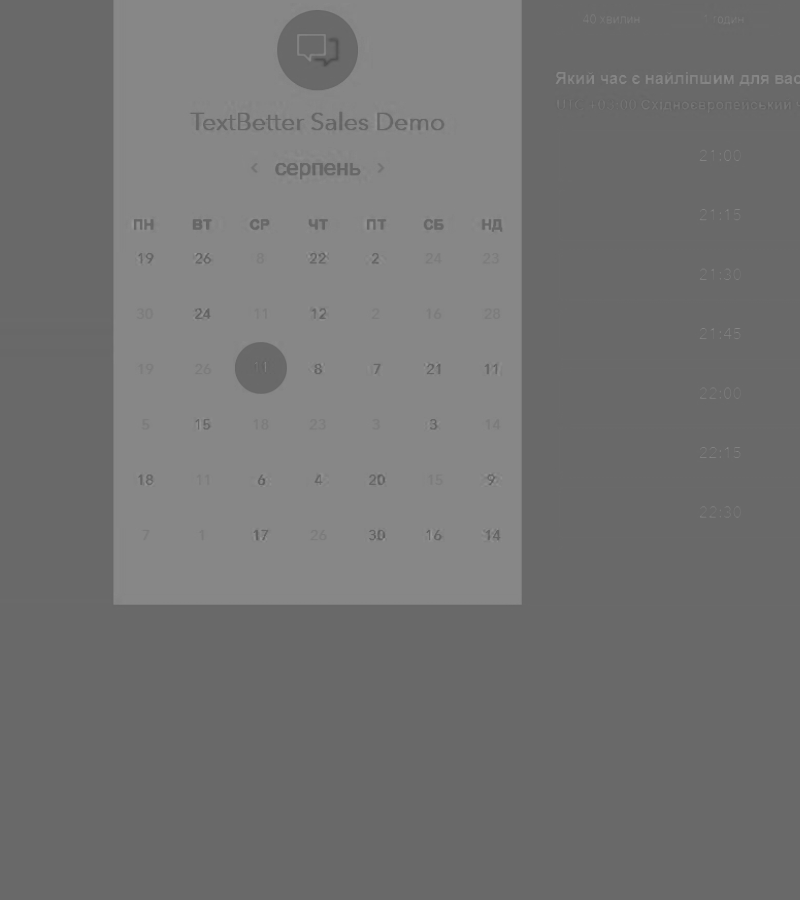 TextBetter Sales Demo
‹ серпень ›
ПН ВТ СР ЧТ ПТ СБ НД
19 26 8 22 2 24 23
30 24 11 12 2 16 28
19 26 11 8 7 21 11
5 15 18 23 3 3 14
18 11 6 4 20 15 9
7 1 17 26 30 16 14
40 хвилин
годин
Який час є найліпшим для вас
Східноєвропейський
21:00
21:15
21:30
21:45
22:00
22:15
22:30